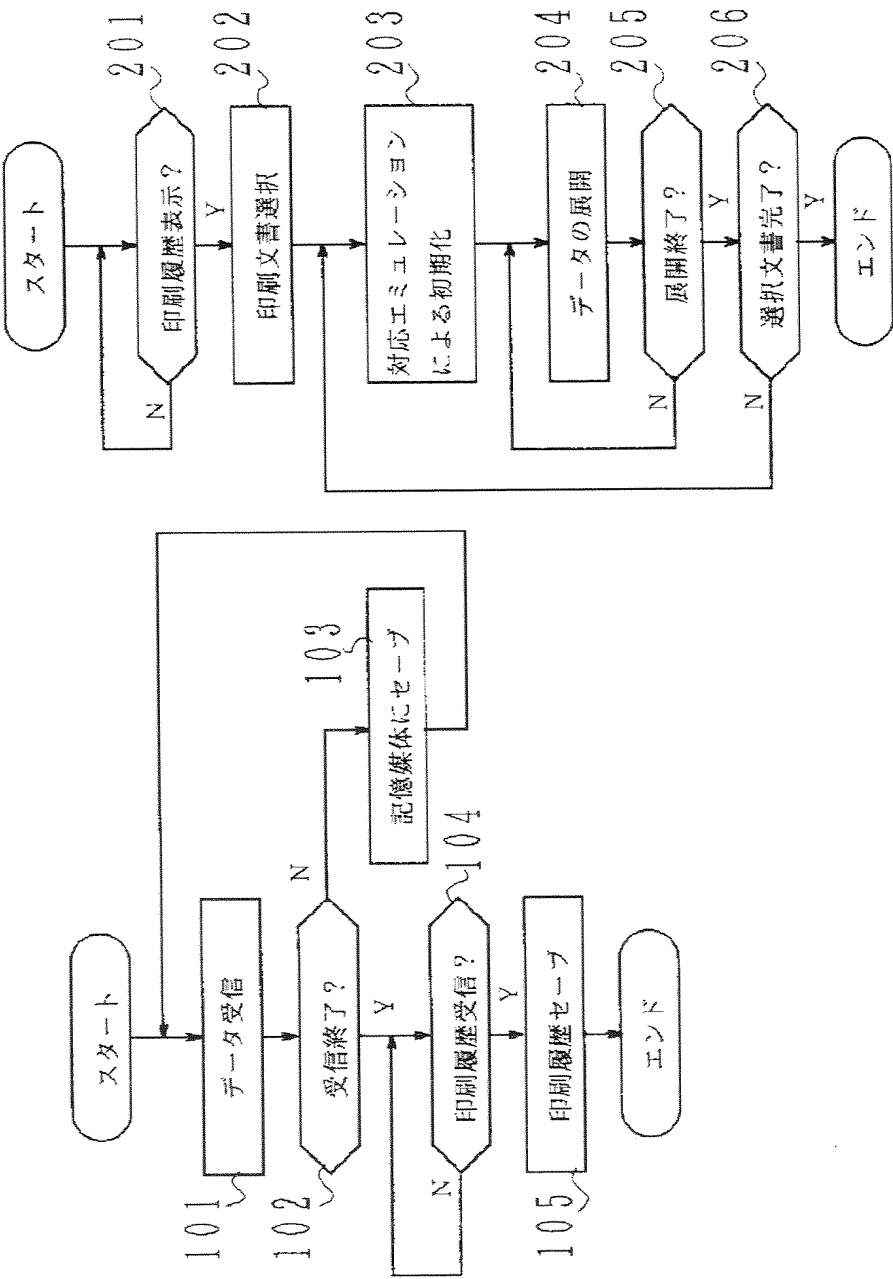 スタート
データ受信
101
受信終了？
102
N
Y
記憶媒体にセーブ
103
印刷履歴受信？
104
N
Y
印刷履歴セーブ
105
エンド
スタート
印刷履歴表示？
201
N
Y
印刷文書選択
202
対応エミュレーション
による初期化
203
データの展開
204
展開終了？
205
N
Y
選択文書完了？
206
N
Y
エンド